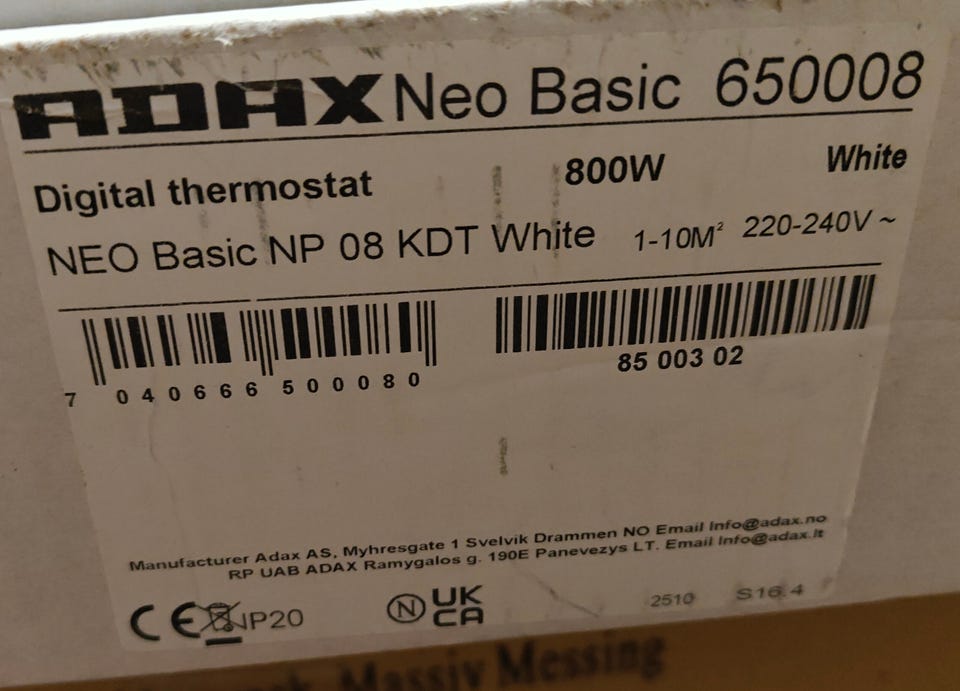 ADAX Neo Basic 650008
Digital thermostat 800W White
NEO Basic NP 08 KDT White 1-10M² 220-240V ~
7 040666 500080
85 003 02
Manufacturer Adax AS, Myhresgate 1 Svelvik Drammen NO Email Info@adax.no
RP UAB ADAX Ramygalos g. 190E Panevezys LT. Email Info@adax.lt
CE IP20 N UK
CA 2510 S16.4
Massiv Messing